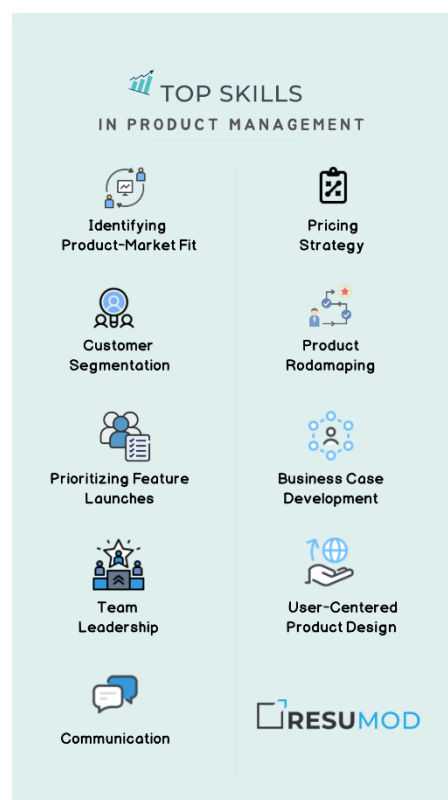 TOP SKILLS
IN PRODUCT MANAGEMENT
Identifying
Product-Market Fit
Pricing
Strategy
Customer
Segmentation
Product
Rodamaping
Prioritizing Feature
Launches
Business Case
Development
Team
Leadership
User-Centered
Product Design
Communication
RESUMOD